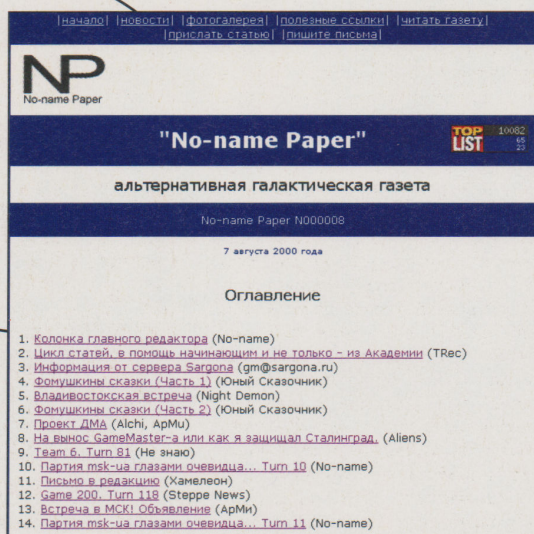 |начало| |новости| |фотогалерея| |полезные ссылки| |читать газету|
|прислать статью| |пишите письма|
NP
No-name Paper
"No-name Paper"
TOP LIST 10082 65 23
альтернативная галактическая газета
No-name Paper N000008
7 августа 2000 года
Оглавление
1. Колонка главного редактора (No-name)
2. Цикл статей, в помощь начинающим и не только - из Академии (TRec)
3. Информация от сервера Sargona (gm@sargona.ru)
4. Фомушкины сказки (Часть 1) (Юный Сказочник)
5. Владивостокская встреча (Night Demon)
6. Фомушкины сказки (Часть 2) (Юный Сказочник)
7. Проект ДМА (Alchi, АрМи)
8. На вынос GameMaster-а или как я защищал Сталинград. (Aliens)
9. Team 6. Turn 81 (Не знаю)
10. Партия msk-ua глазами очевидца... Turn 10 (No-name)
11. Письмо в редакцию (Хамелеон)
12. Game 200. Turn 118 (Steppe News)
13. Встреча в МСК! Объявление (АрМи)
14. Партия msk-ua глазами очевидца... Turn 11 (No-name)